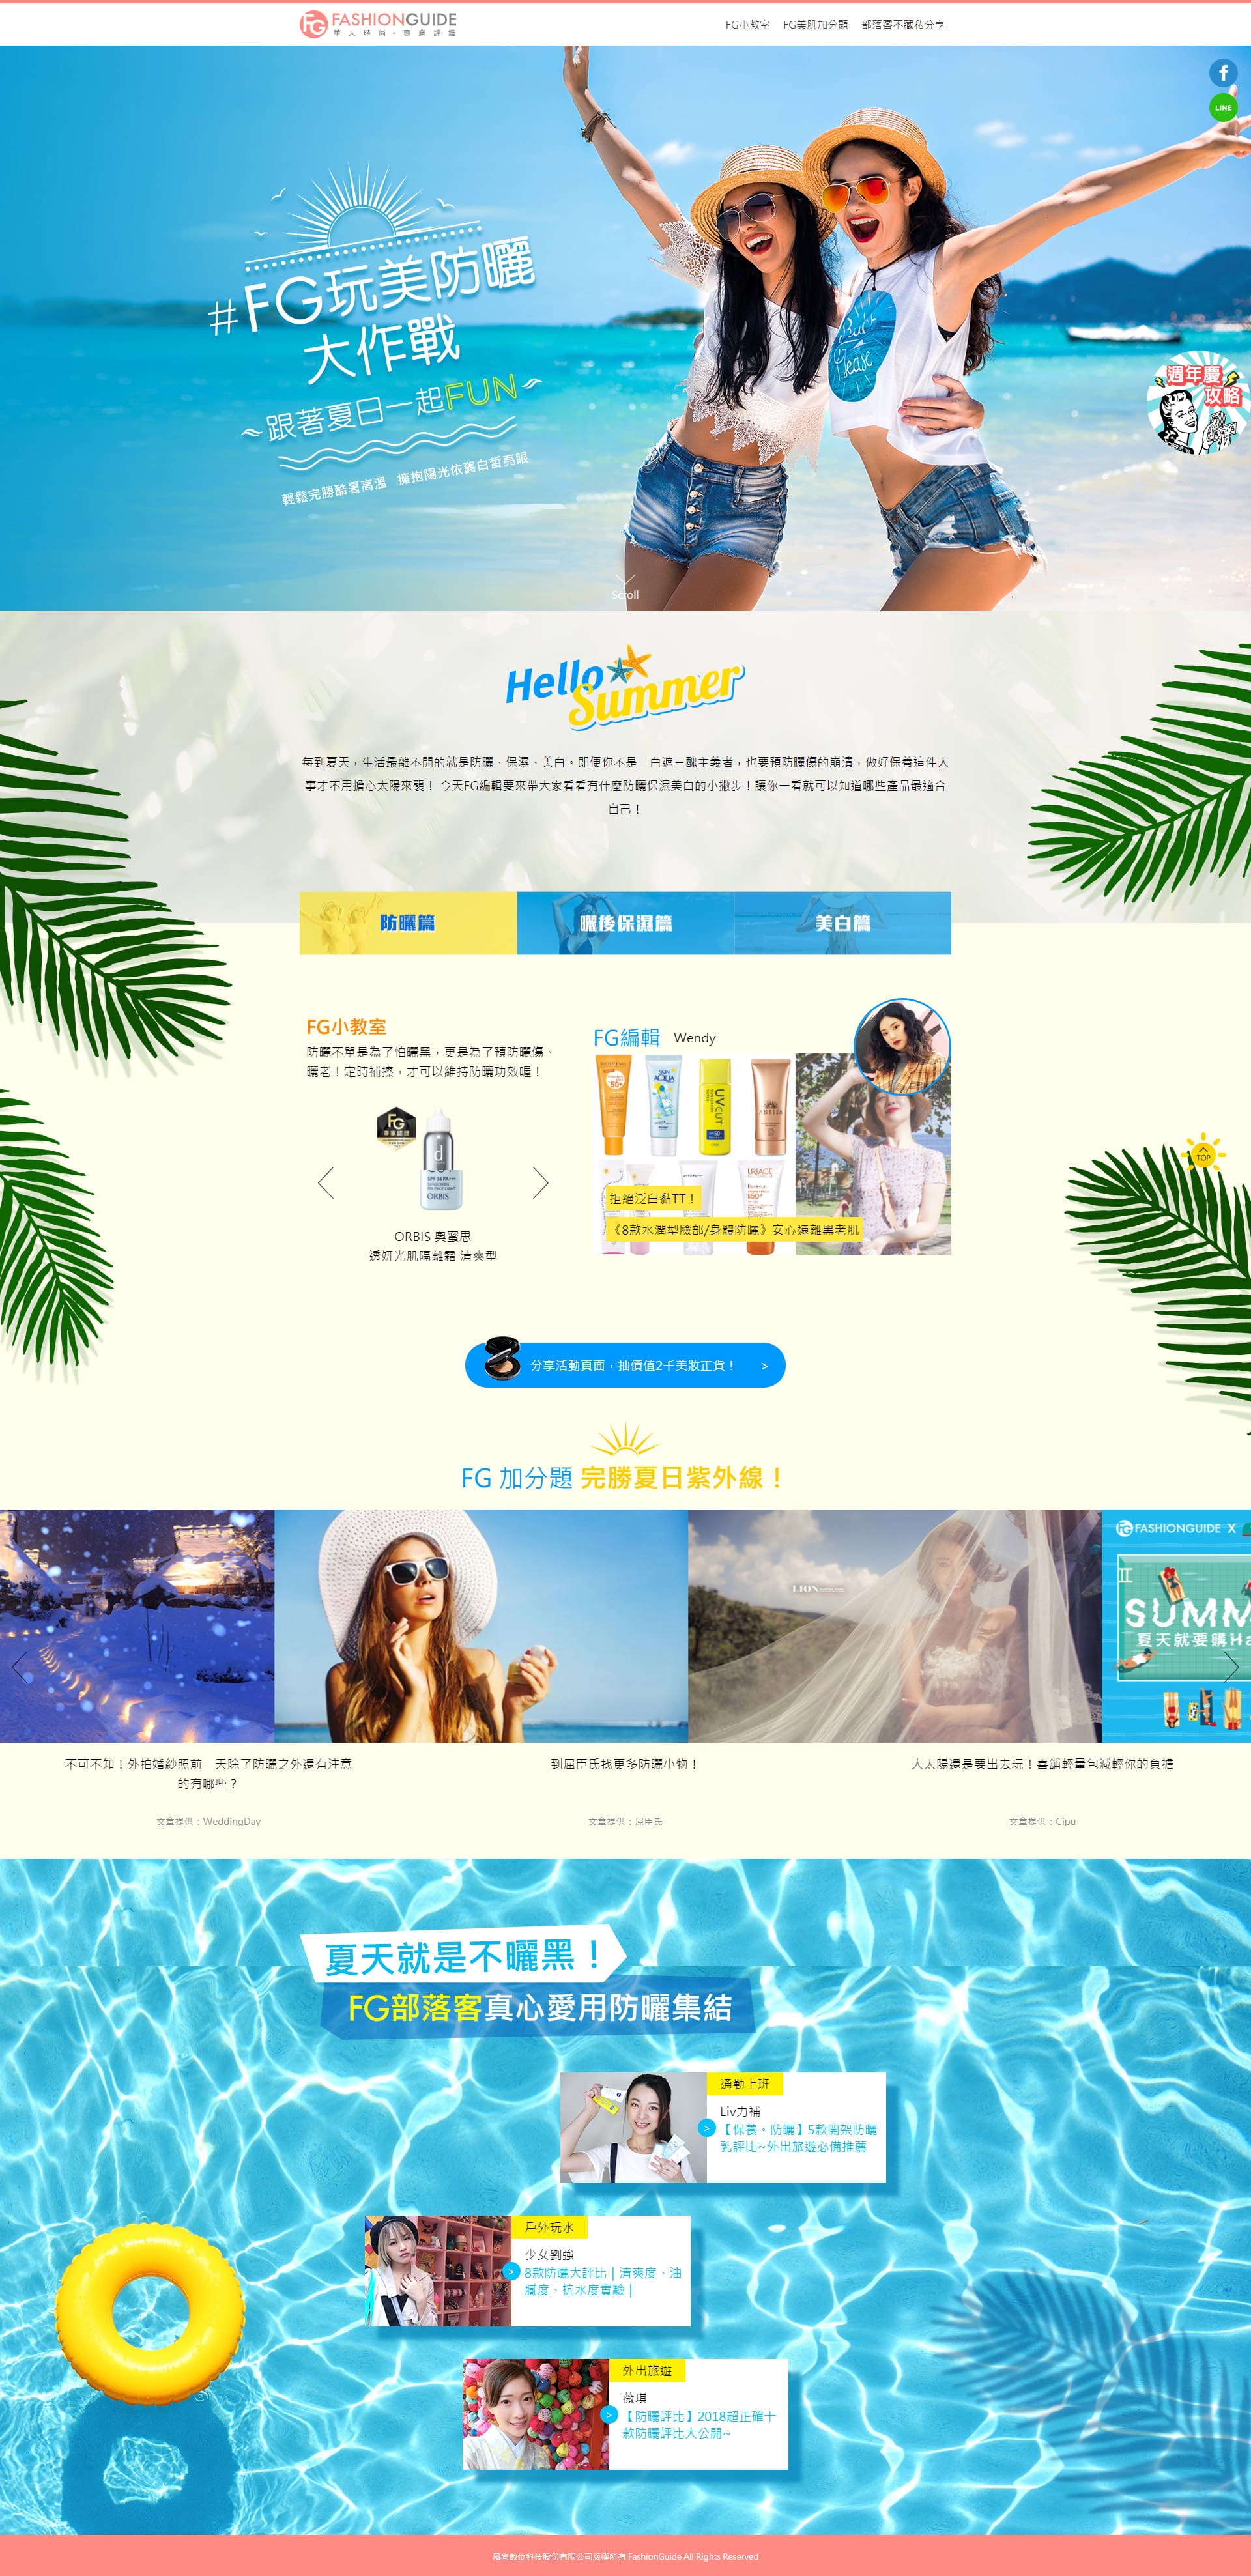 FG FASHIONGUIDE
華人時尚・專業評鑑
FG小教室 FG美肌加分題 部落客不藏私分享
LINE
#FG玩美防曬
大作戰
跟著夏日一起FUN
輕鬆完勝酷暑高溫 擁抱陽光依舊白皙亮眼
週年慶
攻略
Scroll
Hello
Summer
每到夏天，生活最離不開的就是防曬、保濕、美白。即便你不是一白遮三醜主義者，也要預防曬傷的崩潰，做好保養這件大
事才不用擔心太陽來襲！ 今天FG編輯要來帶大家看看有什麼防曬保濕美白的小撇步！讓你一看就可以知道哪些產品最適合
自己！
防曬篇 曬後保濕篇 美白篇
FG小教室
防曬不單是為了怕曬黑，更是為了預防曬傷、
曬老！定時補擦，才可以維持防曬功效喔！
FG
d
SPF 34 PA+++
ORBIS
ORBIS 奧蜜思
透妍光肌隔離霜 清爽型
FG編輯 Wendy
BIODERMA
50+
SKIN AQUA
UV CUT
50+
ANESSA
URIAGE
拒絕泛白黏TT！
《8款水潤型臉部/身體防曬》安心遠離黑老肌
TOP
分享活動頁面，抽價值2千美妝正貨！ >
FG 加分題 完勝夏日紫外線！
LION
FG FASHIONGUIDE X
SUMM
夏天就要購Ha
不可不知！外拍婚紗照前一天除了防曬之外還有注意
的有哪些？
文章提供：WeddingDay
到屈臣氏找更多防曬小物！
文章提供：屈臣氏
大太陽還是要出去玩！喜舖輕量包減輕你的負擔
文章提供：Cipu
夏天就是不曬黑！
FG部落客真心愛用防曬集結
通勤上班
Liv力補
【保養。防曬】5款開架防曬
乳評比~外出旅遊必備推薦
戶外玩水
少女劉強
8款防曬大評比 | 清爽度、油
膩度、抗水度實驗 |
外出旅遊
薇琪
【防曬評比】2018超正確十
款防曬評比大公開~
風尚數位科技股份有限公司版權所有 FashionGuide All Rights Reserved